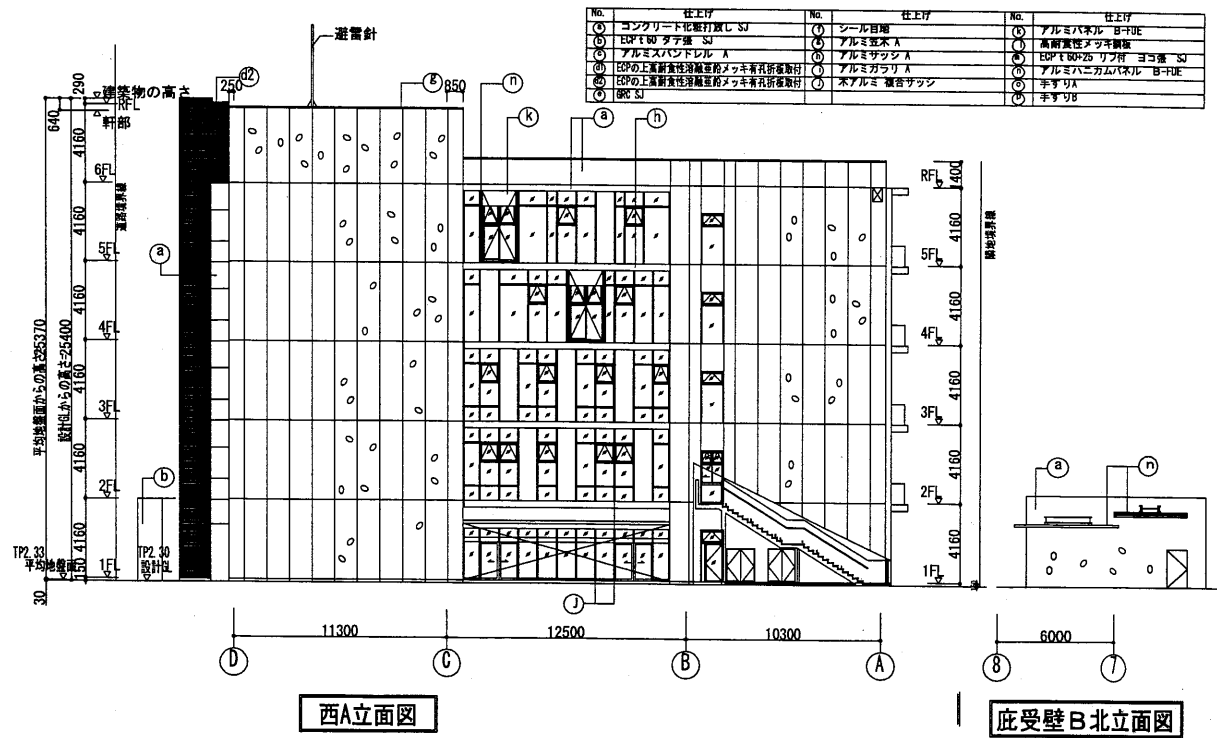 No. 仕上げ No. 仕上げ No. 仕上げ
コンクリート化粧打放し SJ ⓕ シール目地 ⓚ アルミパネル B-FUE
ⓑ ECP t60 タテ張 SJ アルミ笠木 A 高耐食性メッキ鋼板
アルミスパンドレル A アルミサッシ A ECP t60+25 リブ付 ヨコ張 SJ
d1 ECPの上高耐食性溶融亜鉛メッキ有孔折板取付 アルミガラリ A ⓝ アルミハニカムパネル B-FUE
d2 ECPの上高耐食性溶融亜鉛メッキ有孔折板取付 木アルミ 複合サッシ ⓞ 手すりA
ⓔ GRC SJ 手すりB
避雷針
d2
250
g
850
n
k
a
h
290
建築物の高さ
RFL
軒部
640
4160
6FL
4160
5FL
4160
4FL
4160
3FL
4160
2FL
4160
1FL
150
30
道路境界線
平均地盤面からの高さ25370
設計GLからの高さ=25400
a
b
TP2.33
平均地盤面
TP2.30
設計GL
RFL
1400
4160
5FL
4160
4FL
4160
3FL
4160
2FL
4160
1FL
隣地境界線
a
n
J
11300
12500
10300
6000
D
C
B
A
8
7
西A立面図
庇受壁B北立面図